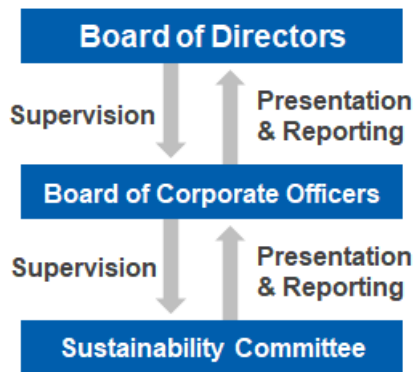 Board of Directors
Supervision
Presentation
& Reporting
Board of Corporate Officers
Supervision
Presentation
& Reporting
Sustainability Committee